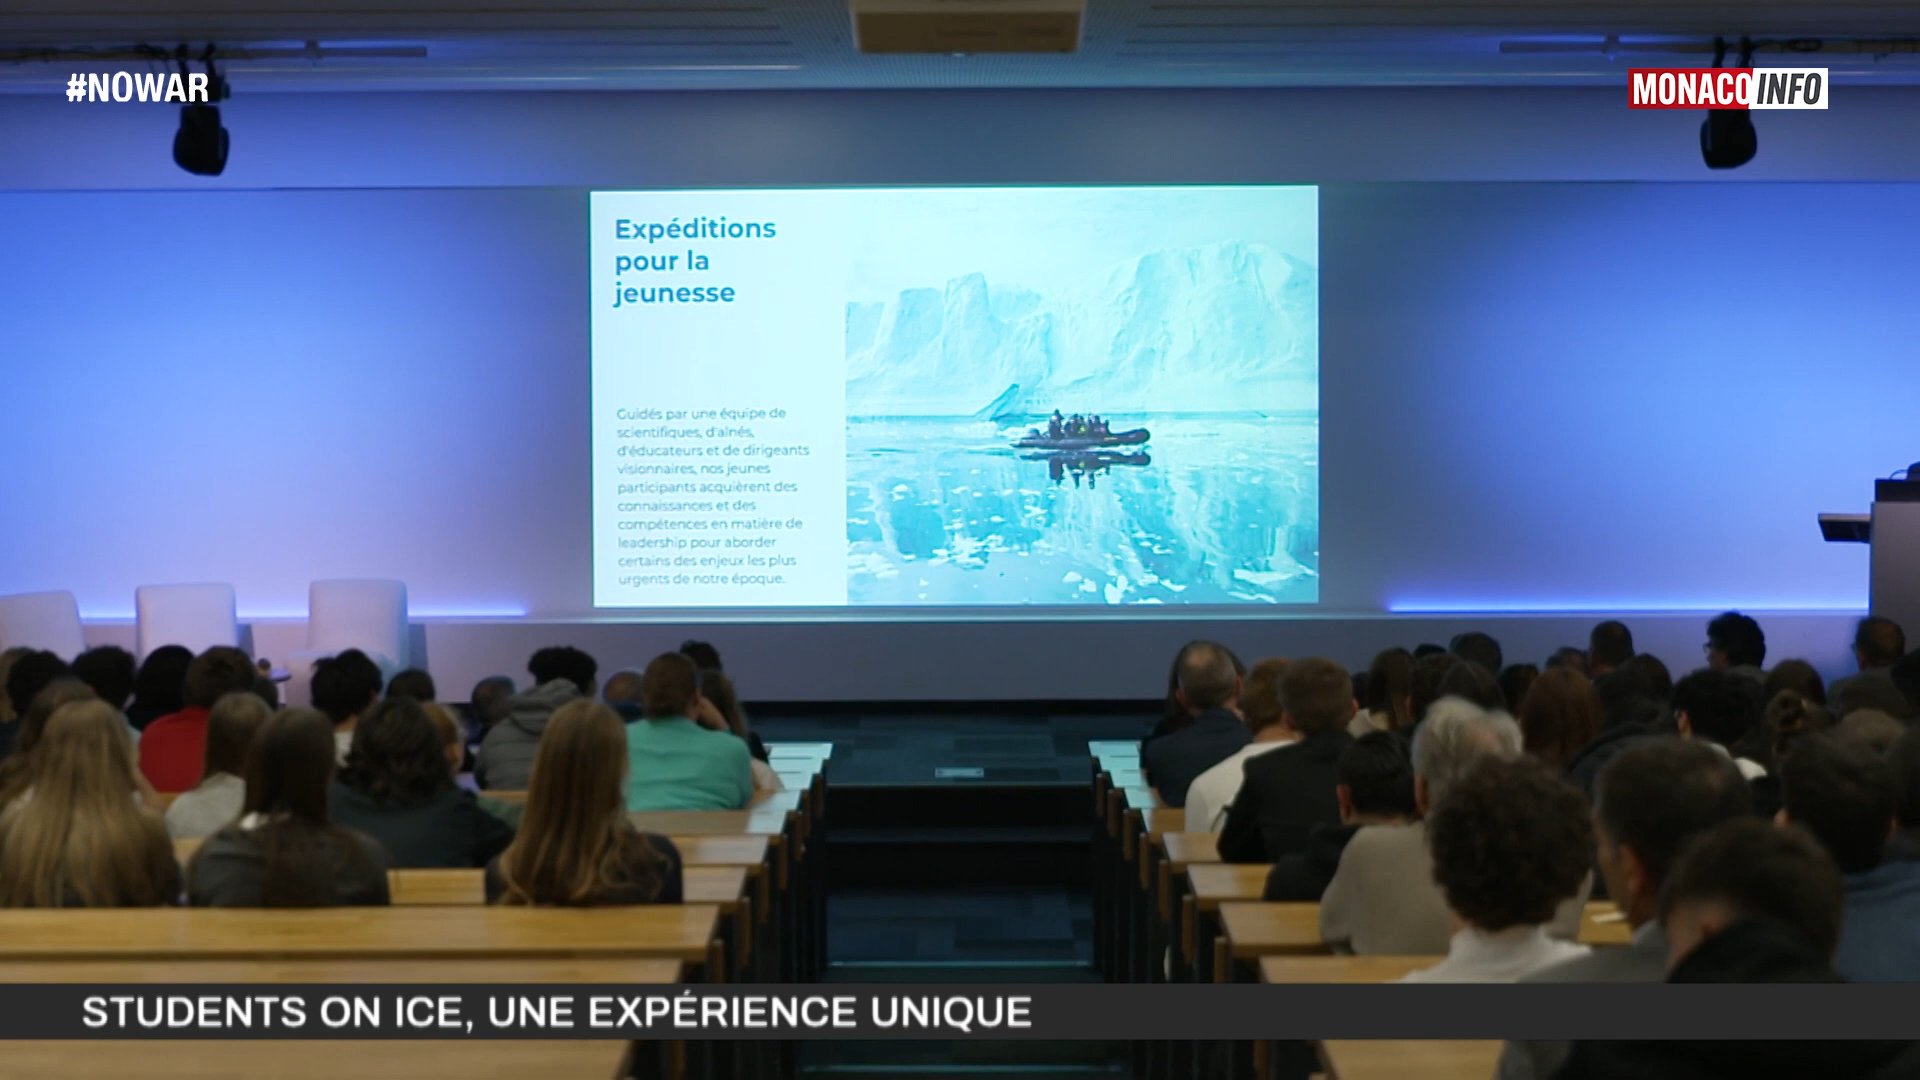 #NOWAR
MONACOINFO
Expéditions
pour la
jeunesse
Guidés par une équipe de
scientifiques, d'aînés,
d'éducateurs et de dirigeants
visionnaires, nos jeunes
participants acquièrent des
connaissances et des
compétences en matière de
leadership pour aborder
certains des enjeux les plus
urgents de notre époque.
STUDENTS ON ICE, UNE EXPÉRIENCE UNIQUE